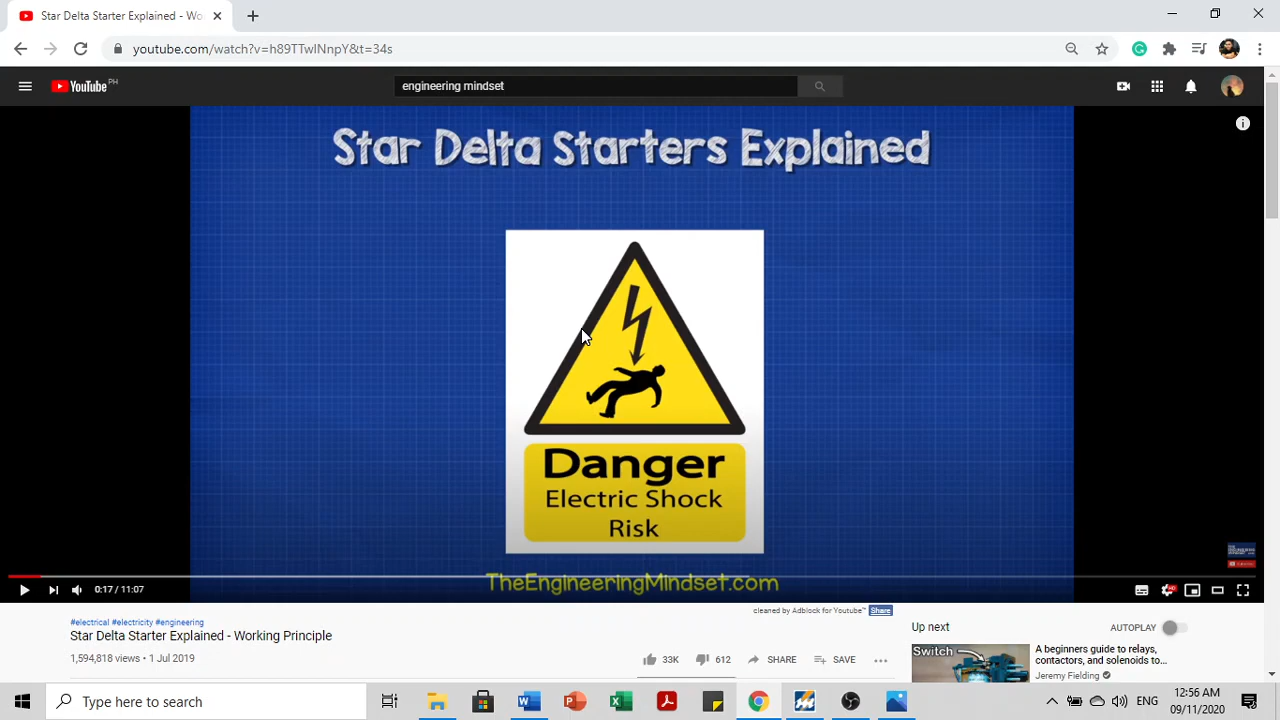 Star Delta Starter Explained - Wo
youtube.com/watch?v=h89TTwlNnpY&t=34s
YouTube PH
engineering mindset
Star Delta Starters Explained
Danger
Electric Shock
Risk
TheEngineeringMindset.com
0:17 / 11:07
HD
cleaned by Adblock for Youtube™ Share
#electrical #electricity #engineering
Star Delta Starter Explained - Working Principle
1,594,818 views • 1 Jul 2019
33K
612
SHARE
SAVE
Up next
AUTOPLAY
Switch
A beginners guide to relays,
contactors, and solenoids to...
Jeremy Fielding
Type here to search
ENG
12:56 AM
09/11/2020